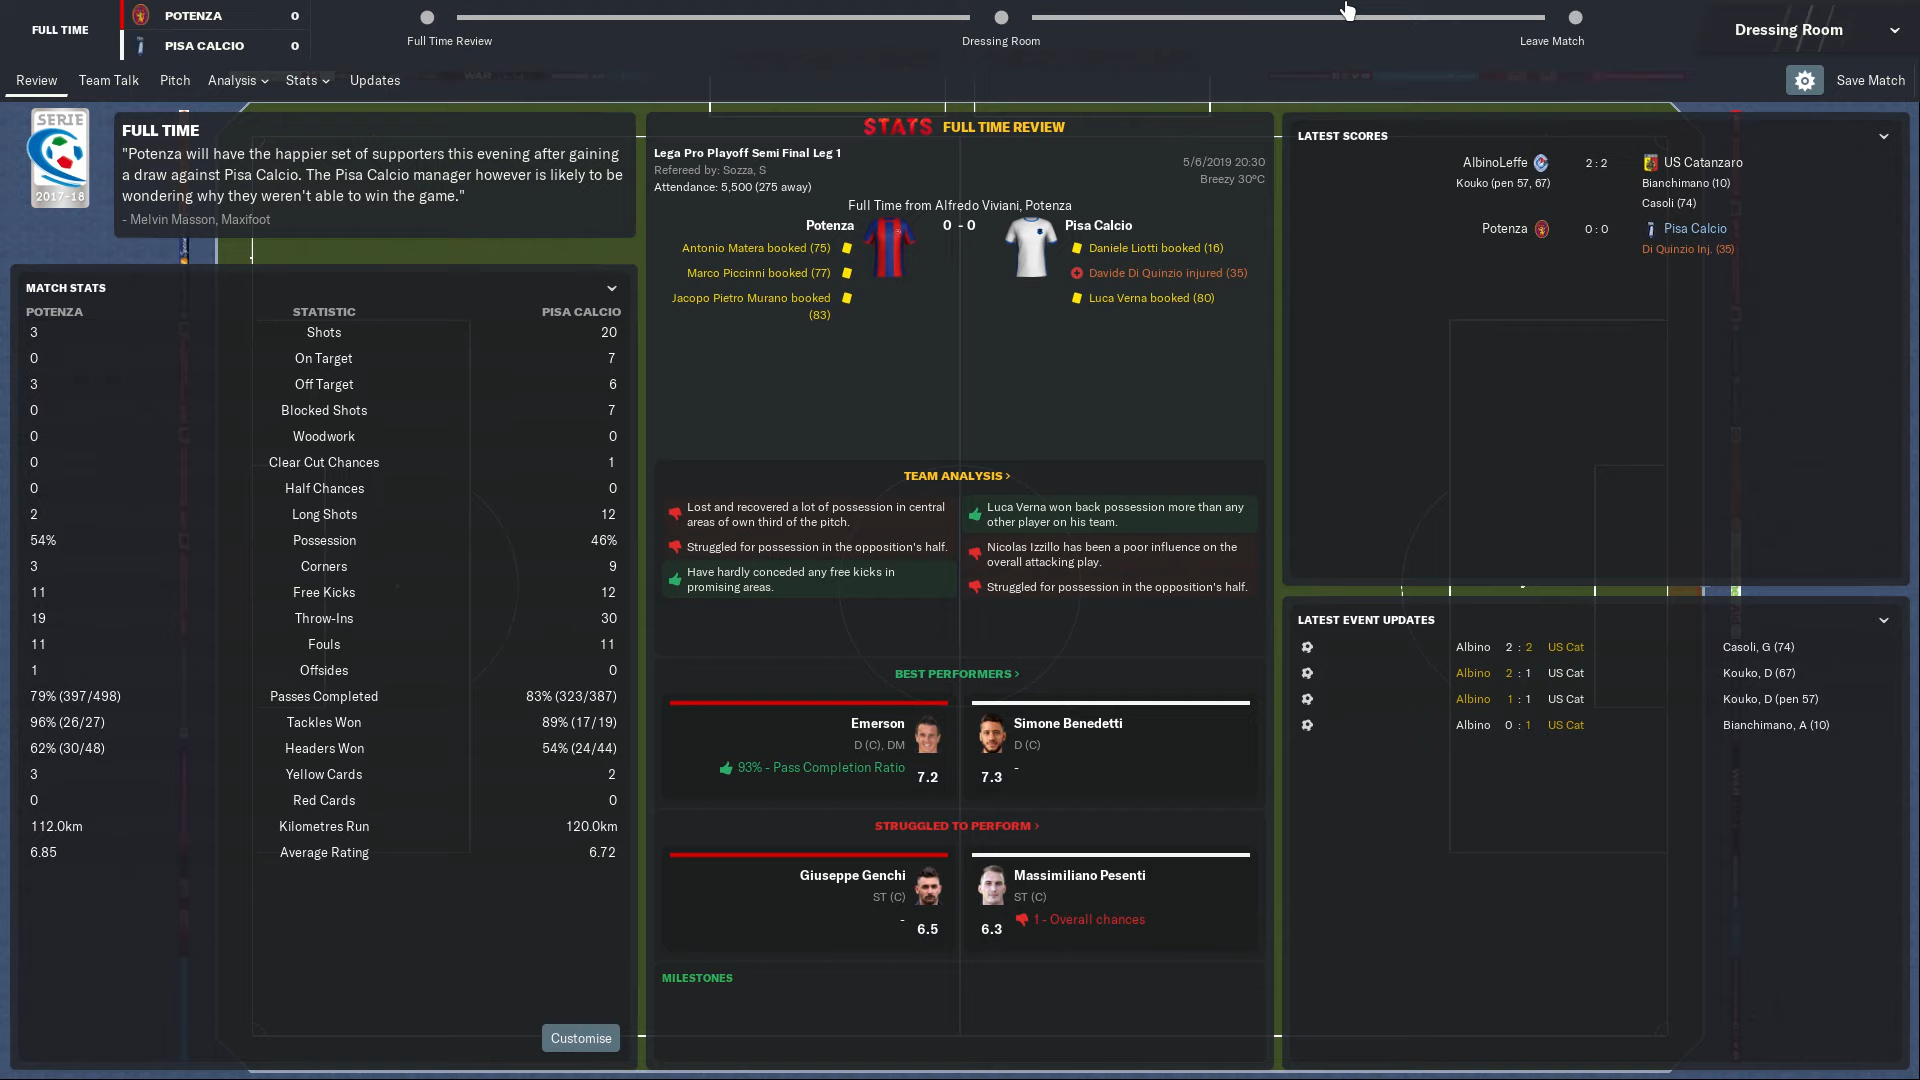 FULL TIME
POTENZA 0
PISA CALCIO 0
Full Time Review
Dressing Room
Leave Match
Dressing Room
Review Team Talk Pitch Analysis Stats Updates
Save Match
SERIE
2017-18
FULL TIME
"Potenza will have the happier set of supporters this evening after gaining
a draw against Pisa Calcio. The Pisa Calcio manager however is likely to be
wondering why they weren't able to win the game."
- Melvin Masson, Maxifoot
MATCH STATS
POTENZA STATISTIC PISA CALCIO
3 Shots 20
0 On Target 7
3 Off Target 6
0 Blocked Shots 7
0 Woodwork 0
0 Clear Cut Chances 1
0 Half Chances 0
2 Long Shots 12
54% Possession 46%
3 Corners 9
11 Free Kicks 12
19 Throw-Ins 30
11 Fouls 11
1 Offsides 0
79% (397/498) Passes Completed 83% (323/387)
96% (26/27) Tackles Won 89% (17/19)
62% (30/48) Headers Won 54% (24/44)
3 Yellow Cards 2
0 Red Cards 0
112.0km Kilometres Run 120.0km
6.85 Average Rating 6.72
Customise
STATS FULL TIME REVIEW
Lega Pro Playoff Semi Final Leg 1
Refereed by: Sozza, S
Attendance: 5,500 (275 away)
5/6/2019 20:30
Breezy 30°C
Full Time from Alfredo Viviani, Potenza
Potenza 0 - 0 Pisa Calcio
Antonio Matera booked (75)
Marco Piccinni booked (77)
Jacopo Pietro Murano booked
(83)
Daniele Liotti booked (16)
Davide Di Quinzio injured (35)
Luca Verna booked (80)
TEAM ANALYSIS >
Lost and recovered a lot of possession in central
areas of own third of the pitch.
Struggled for possession in the opposition's half.
Have hardly conceded any free kicks in
promising areas.
Luca Verna won back possession more than any
other player on his team.
Nicolas Izzillo has been a poor influence on the
overall attacking play.
Struggled for possession in the opposition's half.
BEST PERFORMERS >
Emerson
D (C), DM
93% - Pass Completion Ratio
7.2
Simone Benedetti
D (C)
-
7.3
STRUGGLED TO PERFORM >
Giuseppe Genchi
ST (C)
-
6.5
Massimiliano Pesenti
ST (C)
1 - Overall chances
6.3
MILESTONES
LATEST SCORES
AlbinoLeffe 2 : 2 US Catanzaro
Kouko (pen 57, 67) Bianchimano (10)
Casoli (74)
Potenza 0 : 0 Pisa Calcio
Di Quinzio Inj. (35)
LATEST EVENT UPDATES
Albino 2 : 2 US Cat Casoli, G (74)
Albino 2 : 1 US Cat Kouko, D (67)
Albino 1 : 1 US Cat Kouko, D (pen 57)
Albino 0 : 1 US Cat Bianchimano, A (10)